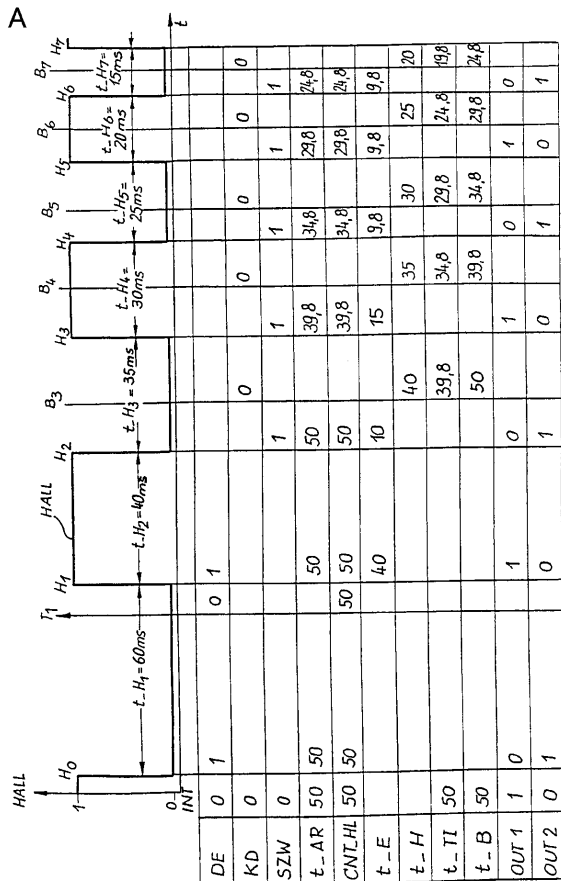 A
HALL
H0 T1 H1 HALL H2 B3 H3 B4 H4 B5 H5 B6 H6 B7 H7
1
t_H1=60ms t_H2=40ms t_H3=35ms t_H4= 30ms t_H5= 25ms t_H6= 20ms t_H7= 15ms
0
t
INT
DE 0 1 0 1
KD 0 0 0 0 0 0
SZW 0 1 1 1 1 1
t_AR 50 50 50 50 39,8 34,8 29,8 24,8
CNT_HL 50 50 50 50 50 39,8 34,8 29,8 24,8
t_E 40 10 15 9,8 9,8 9,8
t_H 40 35 30 25 20
t_TI 50 39,8 34,8 29,8 24,8 19,8
t_B 50 50 39,8 34,8 29,8 24,8
OUT 1 1 0 1 0 1 0 1 0
OUT 2 0 1 0 1 0 1 0 1